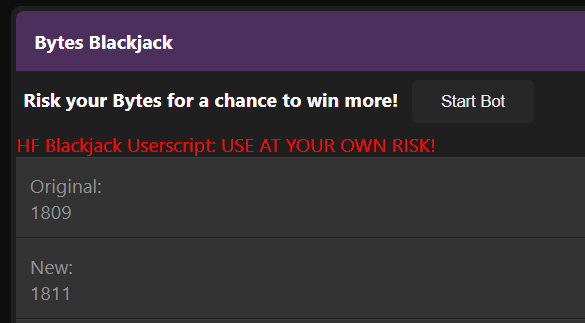 Bytes Blackjack
Risk your Bytes for a chance to win more! Start Bot
HF Blackjack Userscript: USE AT YOUR OWN RISK!
Original:
1809
New:
1811